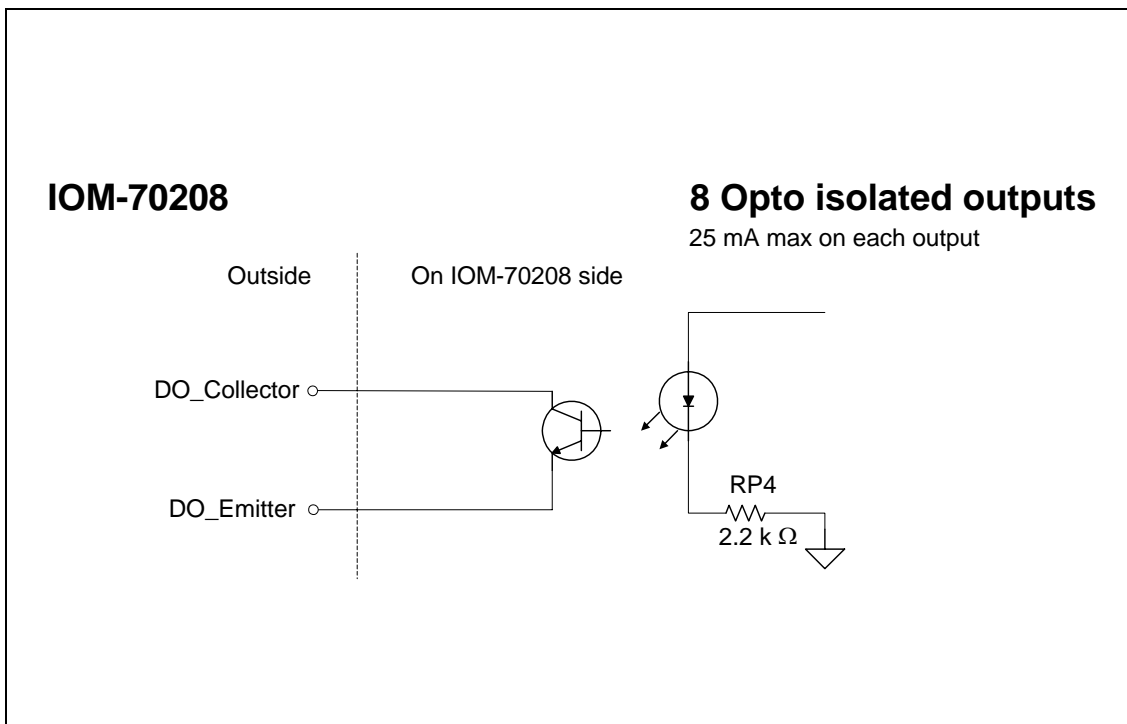 IOM-70208
8 Opto isolated outputs
25 mA max on each output
Outside
On IOM-70208 side
DO_Collector
DO_Emitter
RP4
2.2 k Ω